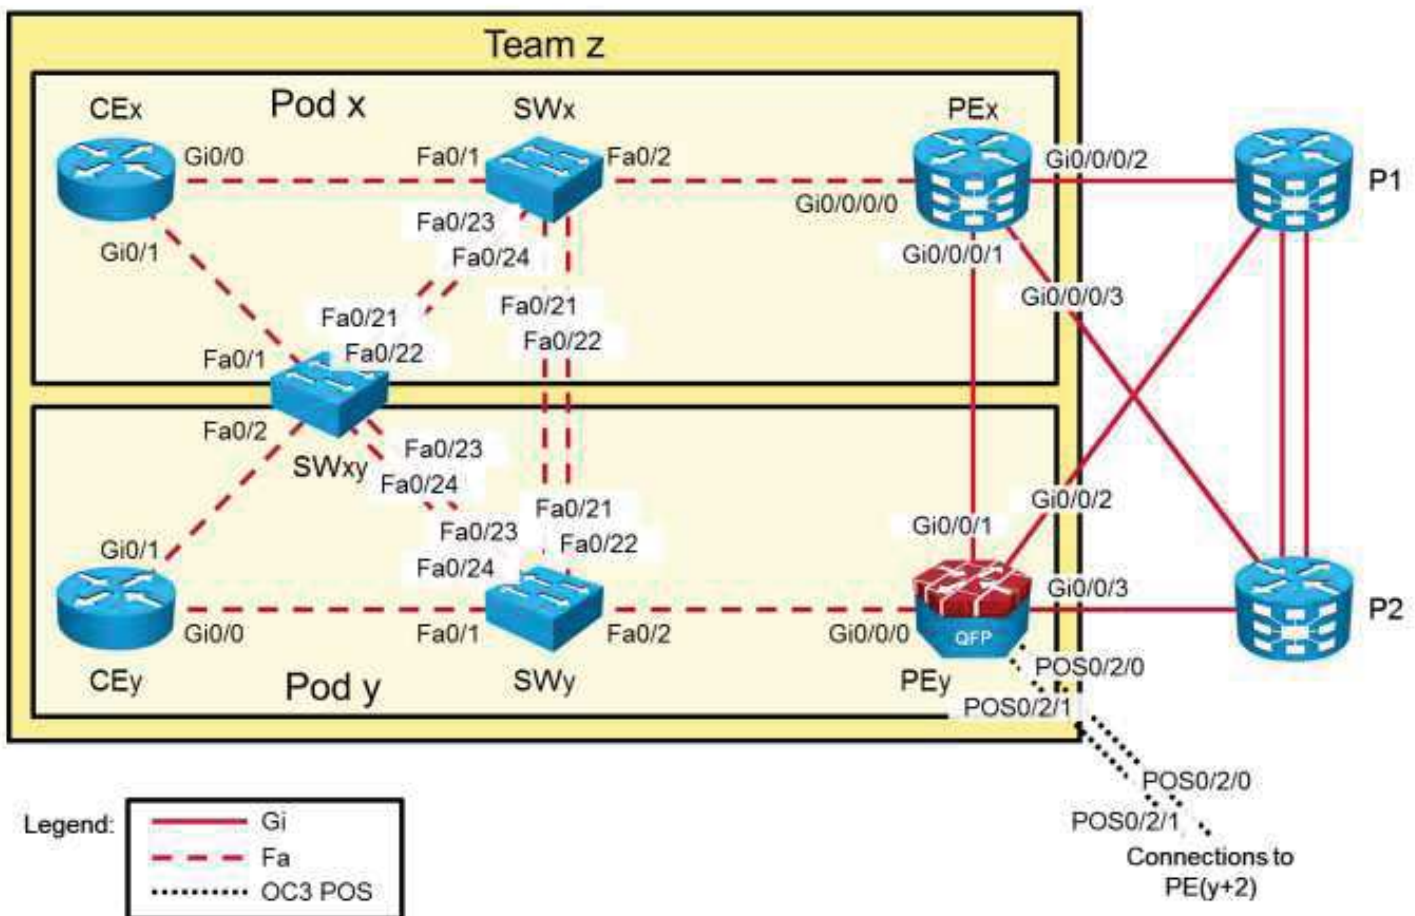 Team z
Pod x
CEx
SWx
PEx
Gi0/0
Fa0/1
Fa0/2
Gi0/0/0/2
P1
Gi0/0/0/0
Fa0/23
Gi0/1
Fa0/24
Gi0/0/0/1
Fa0/21
Gi0/0/0/3
Fa0/21
Fa0/22
Fa0/1
Fa0/22
Fa0/2
Fa0/23
SWxy
Fa0/24
Gi0/0/2
Fa0/21
Fa0/23
Gi0/0/1
Gi0/1
Fa0/22
Fa0/24
Gi0/0/3
P2
Gi0/0
Fa0/1
Fa0/2
Gi0/0/0
QFP
POS0/2/0
CEy
Pod y
SWy
PEy
POS0/2/1
POS0/2/0
POS0/2/1
Connections to
PE(y+2)
Legend:
Gi
Fa
OC3 POS